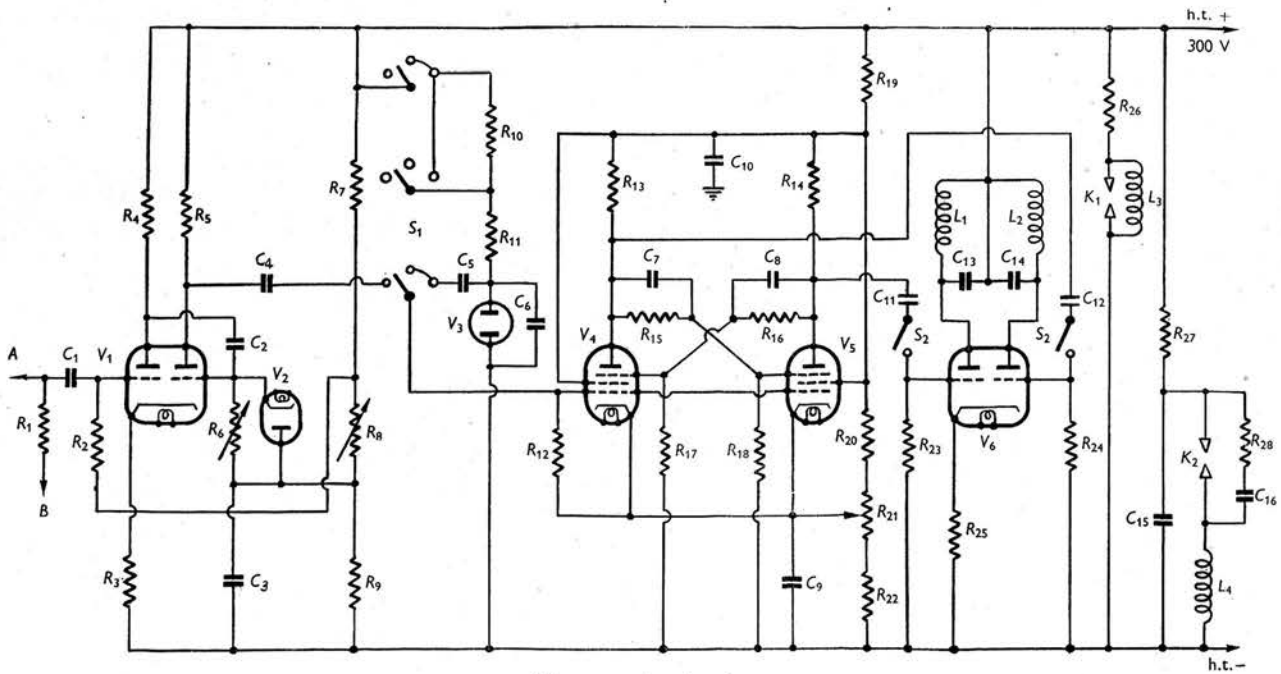 h.t. +
300 V
R₁₉
R₂₆
R₁₀
C₁₀
R₇
R₁₃
R₁₄
K₁
L₃
R₄
R₅
S₁
R₁₁
L₁
L₂
C₄
C₅
C₇
C₈
C₁₃
C₁₄
C₆
C₁₁
C₁₂
V₃
R₁₅
R₁₆
S₂
S₂
R₂₇
C₂
V₄
V₅
A
C₁
V₁
V₂
R₁
R₂
R₆
R₈
R₁₂
R₁₇
R₁₈
R₂₀
R₂₃
V₆
R₂₄
K₂
R₂₈
B
C₁₆
R₂₁
R₂₅
C₁₅
R₃
C₃
R₉
C₉
R₂₂
L₄
h.t.–